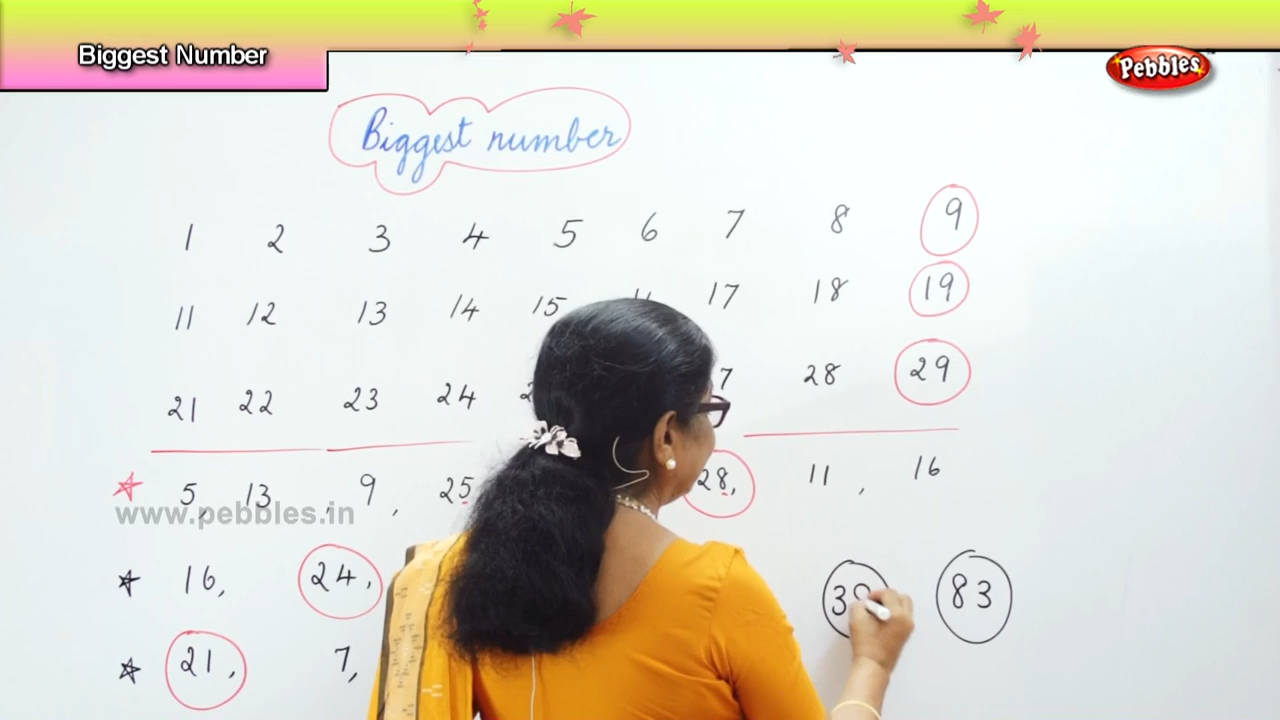 Biggest Number
Pebbles
Biggest number
1 2 3 4 5 6 7 8 9
11 12 13 14 15 17 18 19
21 22 23 24 28 29
5, 13, 9, 25 28, 11, 16
www.pebbles.in
16, 24, 83
21, 7,